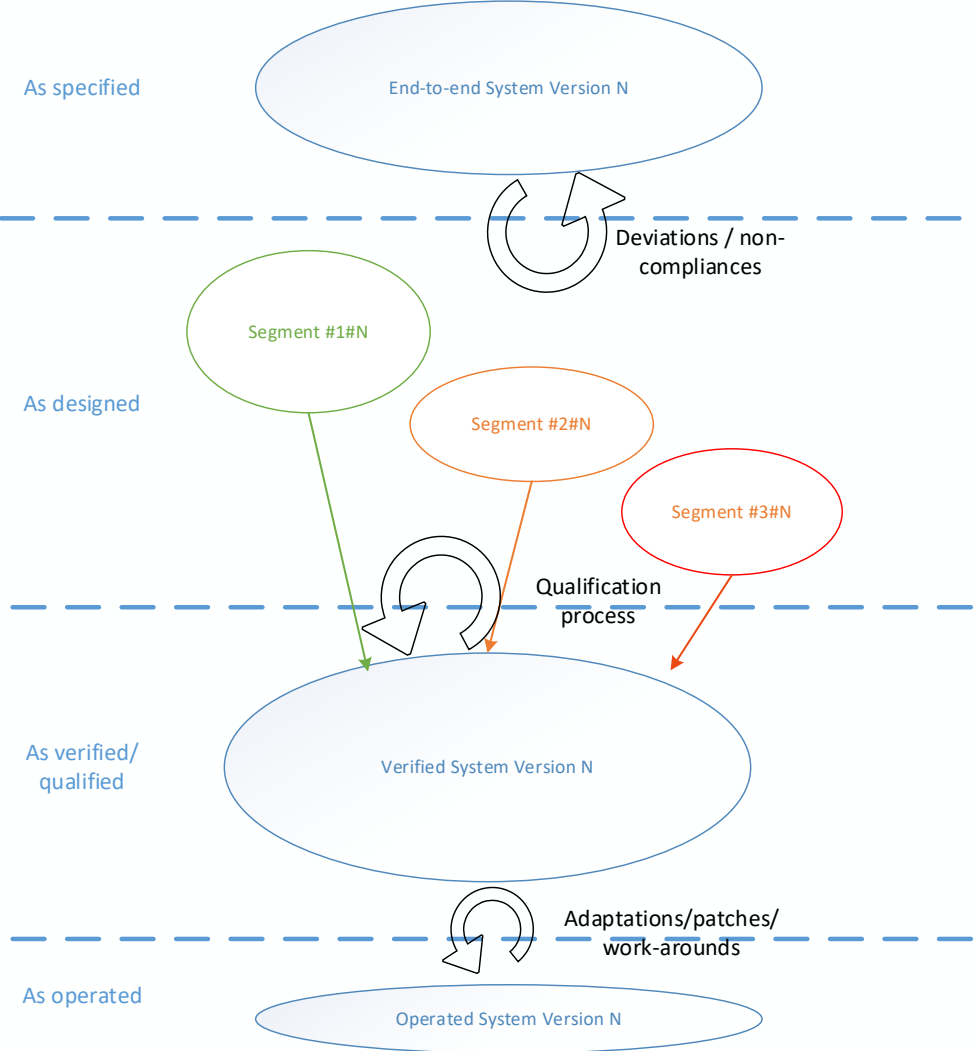 As specified
End-to-end System Version N
Deviations / non-
compliances
Segment #1#N
As designed
Segment #2#N
Segment #3#N
Qualification
process
As verified/
qualified
Verified System Version N
Adaptations/patches/
work-arounds
As operated
Operated System Version N